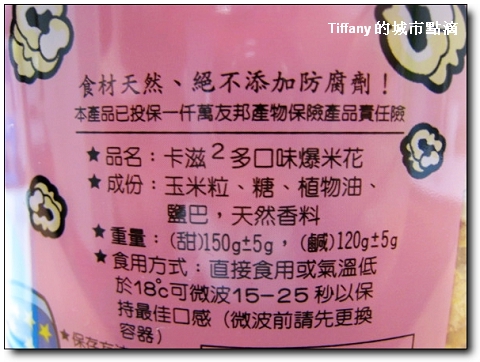 Tiffany 的城市點滴
食材天然、絕不添加防腐劑！
本產品已投保一仟萬友邦產物保險產品責任險
★品名：卡滋2多口味爆米花
★成份：玉米粒、糖、植物油、
鹽巴，天然香料
★重量：(甜)150g±5g，(鹹)120g±5g
★食用方式：直接食用或氣溫低
於18°c可微波15-25秒以保
持最佳口感（微波前請先更換
容器）
★保存方法